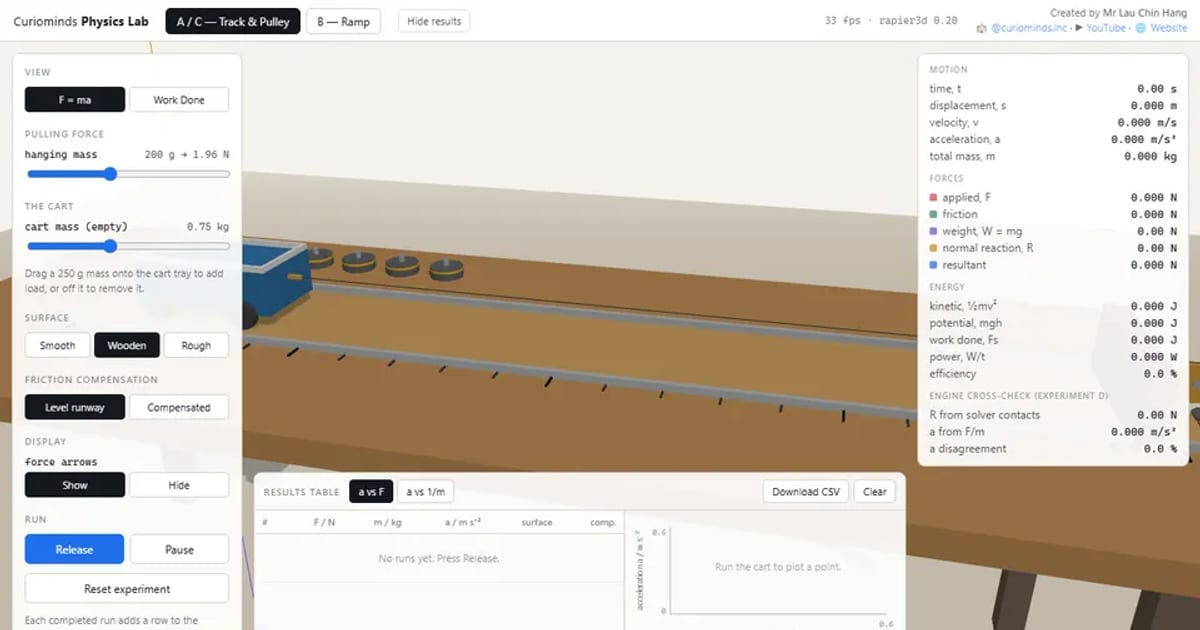 Curiominds Physics Lab
A / C — Track & Pulley
B — Ramp
Hide results
33 fps · rapier3d 0.20
Created by Mr Lau Chin Hang
@curiominds.inc · ▶ YouTube · 🌐 Website
VIEW
F = ma
Work Done
PULLING FORCE
hanging mass 200 g → 1.96 N
THE CART
cart mass (empty) 0.75 kg
Drag a 250 g mass onto the cart tray to add
load, or off it to remove it.
SURFACE
Smooth
Wooden
Rough
FRICTION COMPENSATION
Level runway
Compensated
DISPLAY
force arrows
Show
Hide
RUN
Release
Pause
Reset experiment
Each completed run adds a row to the
RESULTS TABLE
a vs F
a vs 1/m
Download CSV
Clear
# F / N m / kg a / m s⁻² surface comp.
No runs yet. Press Release.
acceleration a / m s⁻²
0.6
Run the cart to plot a point.
0
0.6
MOTION
time, t 0.00 s
displacement, s 0.000 m
velocity, v 0.000 m/s
acceleration, a 0.000 m/s²
total mass, m 0.000 kg
FORCES
applied, F 0.000 N
friction 0.000 N
weight, W = mg 0.00 N
normal reaction, R 0.00 N
resultant 0.00 N
ENERGY
kinetic, ½mv² 0.000 J
potential, mgh 0.000 J
work done, Fs 0.000 J
power, W/t 0.000 W
efficiency 0.0 %
ENGINE CROSS-CHECK (EXPERIMENT D)
R from solver contacts 0.00 N
a from F/m 0.000 m/s²
a disagreement 0.0 %